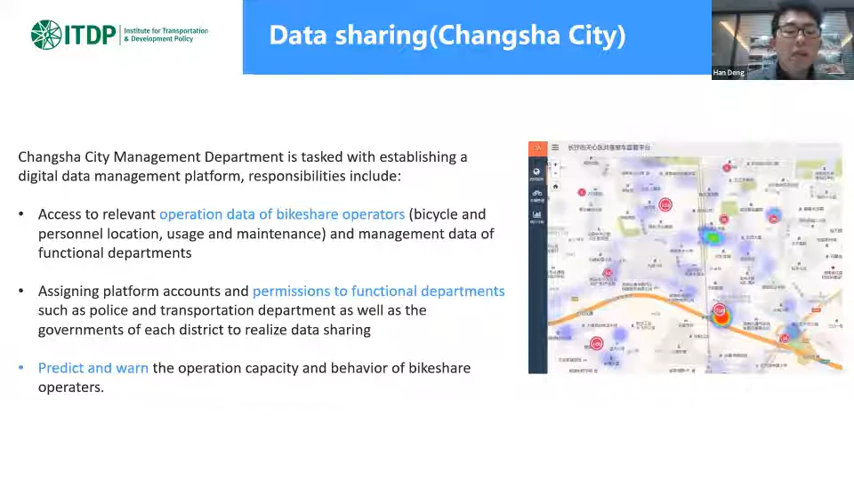 ITDP
Institute for Transportation
& Development Policy
Data sharing(Changsha City)
Han Deng
Changsha City Management Department is tasked with establishing a
digital data management platform, responsibilities include:
• Access to relevant operation data of bikeshare operators (bicycle and
personnel location, usage and maintenance) and management data of
functional departments
• Assigning platform accounts and permissions to functional departments
such as police and transportation department as well as the
governments of each district to realize data sharing
• Predict and warn the operation capacity and behavior of bikeshare
operaters.